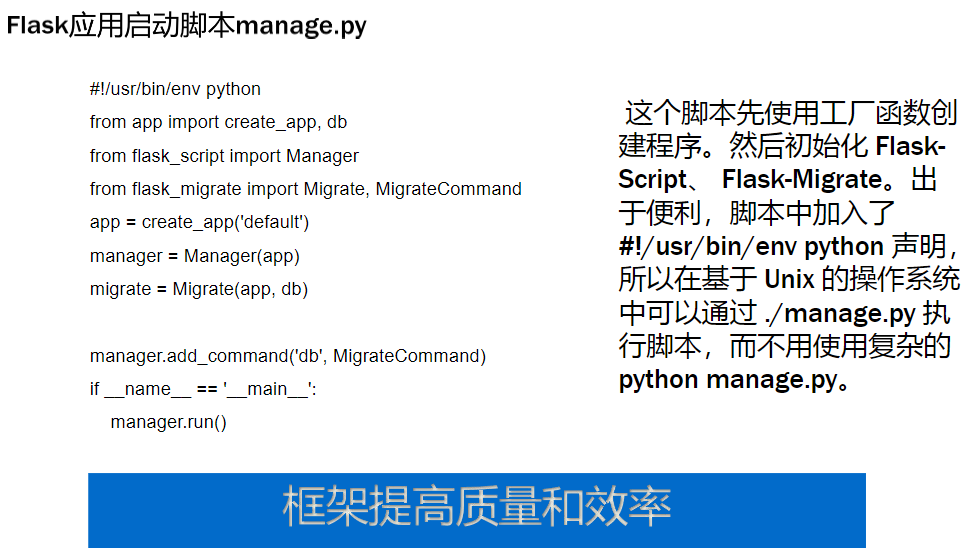 Flask应用启动脚本manage.py
#!/usr/bin/env python
from app import create_app, db
from flask_script import Manager
from flask_migrate import Migrate, MigrateCommand
app = create_app('default')
manager = Manager(app)
migrate = Migrate(app, db)
manager.add_command('db', MigrateCommand)
if __name__ == '__main__':
manager.run()
这个脚本先使用工厂函数创
建程序。然后初始化 Flask-
Script、 Flask-Migrate。出
于便利，脚本中加入了
#!/usr/bin/env python 声明，
所以在基于 Unix 的操作系统
中可以通过 ./manage.py 执
行脚本，而不用使用复杂的
python manage.py。
框架提高质量和效率